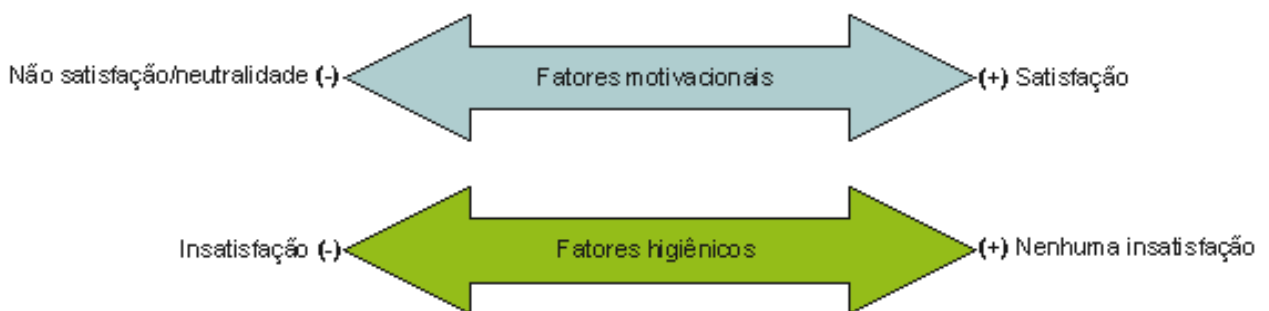 Não satisfação/neutralidade (-) Fatores motivacionais (+) Satisfação
Insatisfação (-) Fatores higiênicos (+) Nenhuma insatisfação